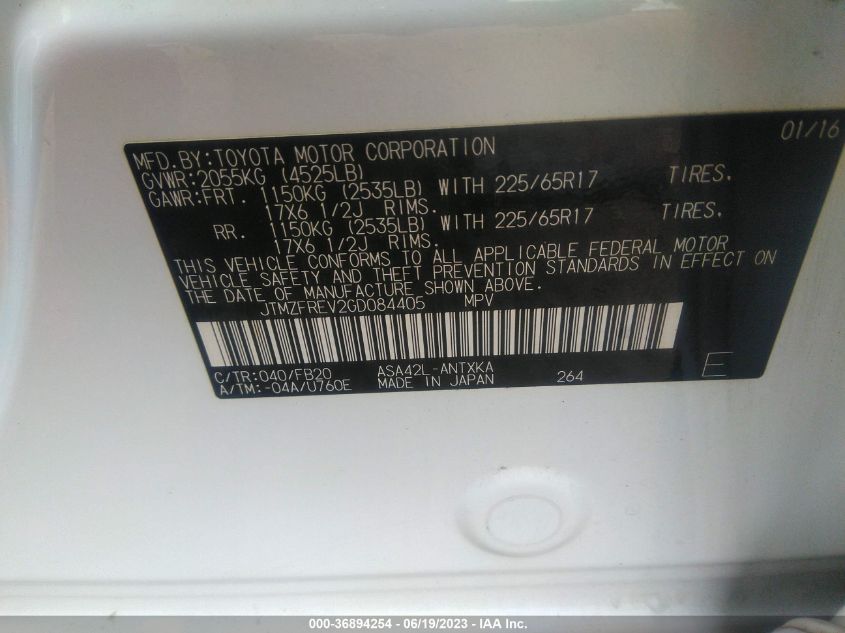 01/16
MFD.BY:TOYOTA MOTOR CORPORATION
GVWR:2055KG (4525LB)
GAWR:FRT. 1150KG (2535LB) WITH 225/65R17 TIRES.
17X6 1/2J RIMS.
RR. 1150KG (2535LB) WITH 225/65R17 TIRES.
17X6 1/2J RIMS.
THIS VEHICLE CONFORMS TO ALL APPLICABLE FEDERAL MOTOR
VEHICLE SAFETY AND THEFT PREVENTION STANDARDS IN EFFECT ON
THE DATE OF MANUFACTURE SHOWN ABOVE.
JTMZFREV2GD084405 MPV
C/TR:040/FB20 ASA42L-ANTXKA
A/TM:-04A/U760E MADE IN JAPAN 264 E
000-36894254 / 06/19/2023 - IAA Inc.